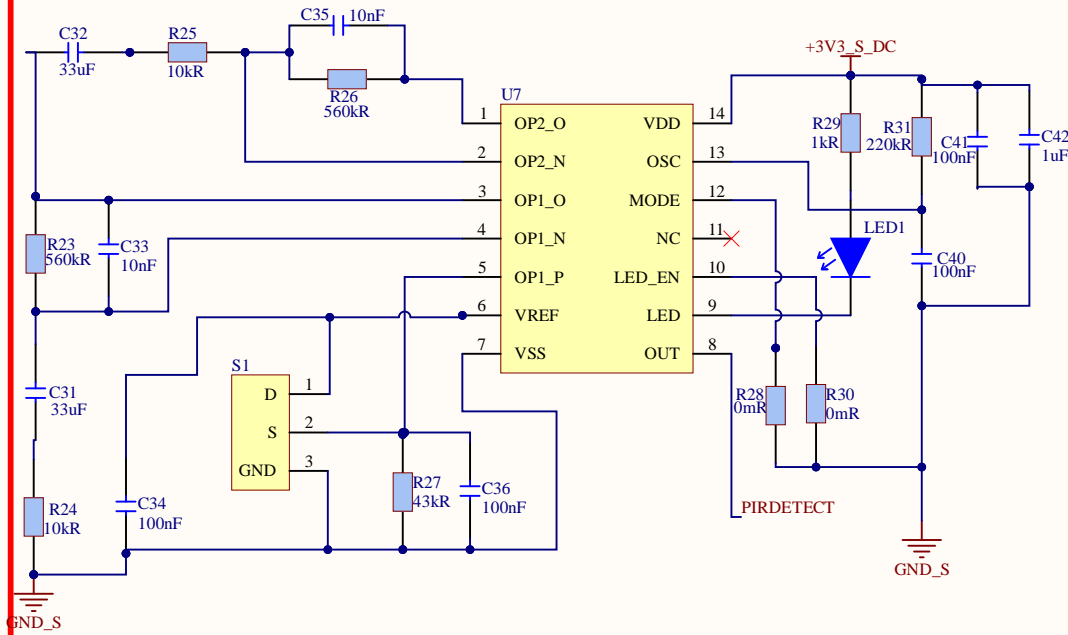 C32
33uF
R25
10kR
C35
10nF
R26
560kR
R23
560kR
C33
10nF
C31
33uF
R24
10kR
GND_S
C34
100nF
S1
D
1
S
2
GND
3
R27
43kR
C36
100nF
U7
1
OP2_O
2
OP2_N
3
OP1_O
4
OP1_N
5
OP1_P
6
VREF
7
VSS
VDD
14
OSC
13
MODE
12
NC
11
LED_EN
10
LED
9
OUT
8
+3V3_S_DC
R29
1kR
R31
220kR
C41
100nF
C42
1uF
LED1
C40
100nF
R28
0mR
R30
0mR
PIRDETECT
GND_S